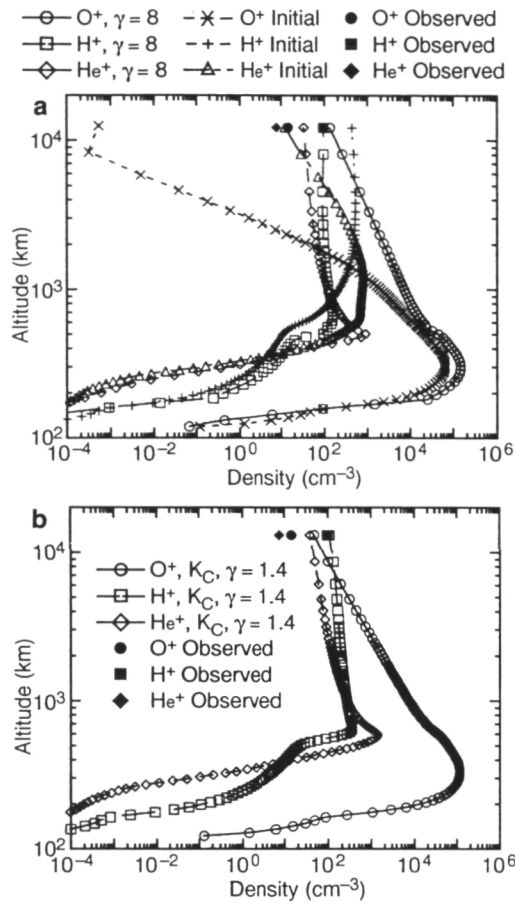 O⁺, γ = 8 O⁺ Initial O⁺ Observed
H⁺, γ = 8 H⁺ Initial H⁺ Observed
He⁺, γ = 8 He⁺ Initial He⁺ Observed
a
10⁴
10³
10²
Altitude (km)
10⁻⁴ 10⁻² 10⁰ 10² 10⁴ 10⁶
Density (cm⁻³)
b
10⁴
O⁺, K_C, γ = 1.4
H⁺, K_C, γ = 1.4
He⁺, K_C, γ = 1.4
O⁺ Observed
H⁺ Observed
He⁺ Observed
10³
10²
Altitude (km)
10⁻⁴ 10⁻² 10⁰ 10² 10⁴ 10⁶
Density (cm⁻³)